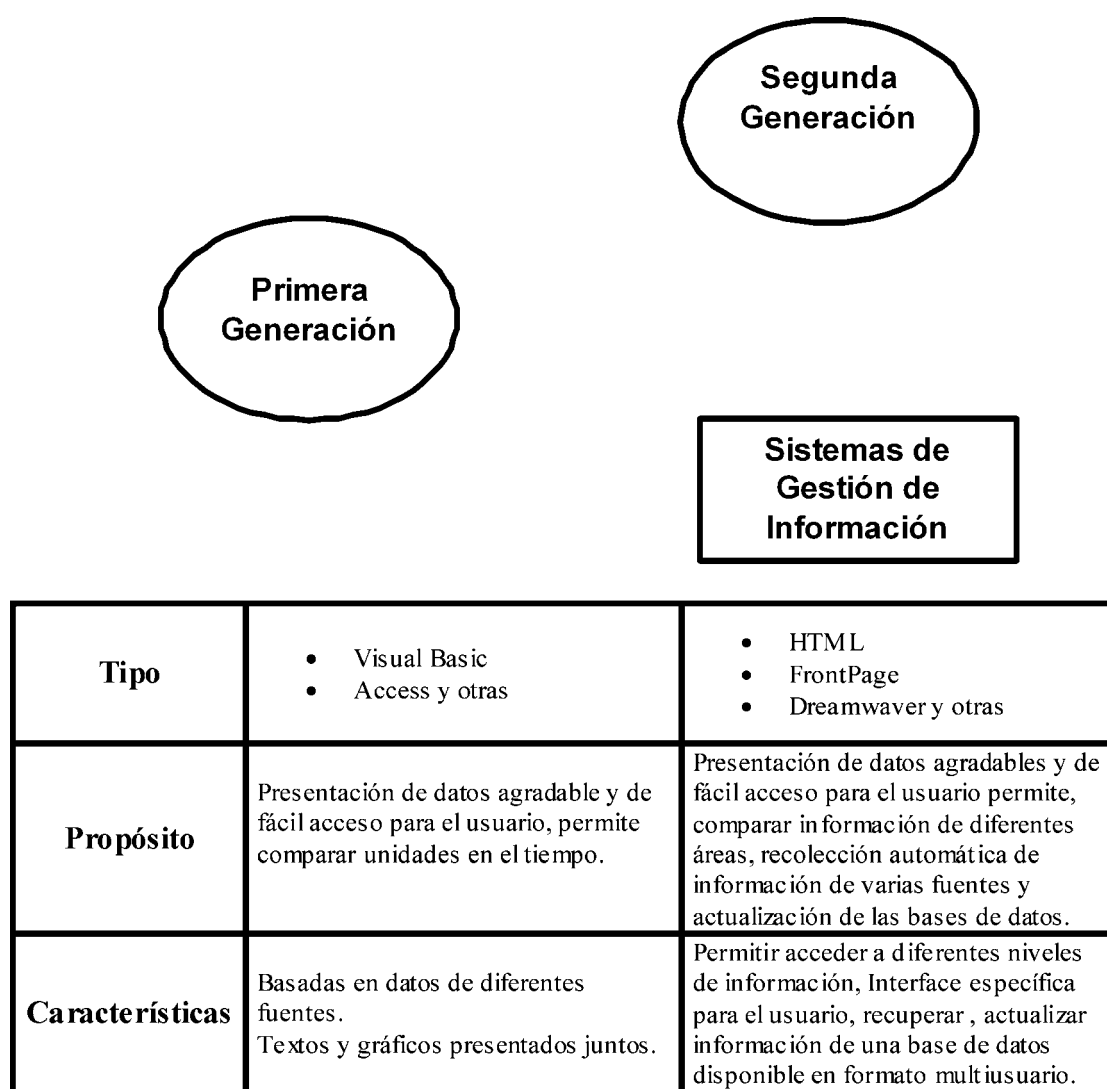 Segunda
Generación
Primera
Generación
Sistemas de
Gestión de
Información
Tipo
• Visual Basic
• Access y otras
• HTML
• FrontPage
• Dreamwaver y otras
Propósito
Presentación de datos agradable y de
fácil acceso para el usuario, permite
comparar unidades en el tiempo.
Presentación de datos agradables y de
fácil acceso para el usuario permite,
comparar información de diferentes
áreas, recolección automática de
información de varias fuentes y
actualización de las bases de datos.
Características
Basadas en datos de diferentes
fuentes.
Textos y gráficos presentados juntos.
Permitir acceder a diferentes niveles
de información, Interface específica
para el usuario, recuperar , actualizar
información de una base de datos
disponible en formato multiusuario.